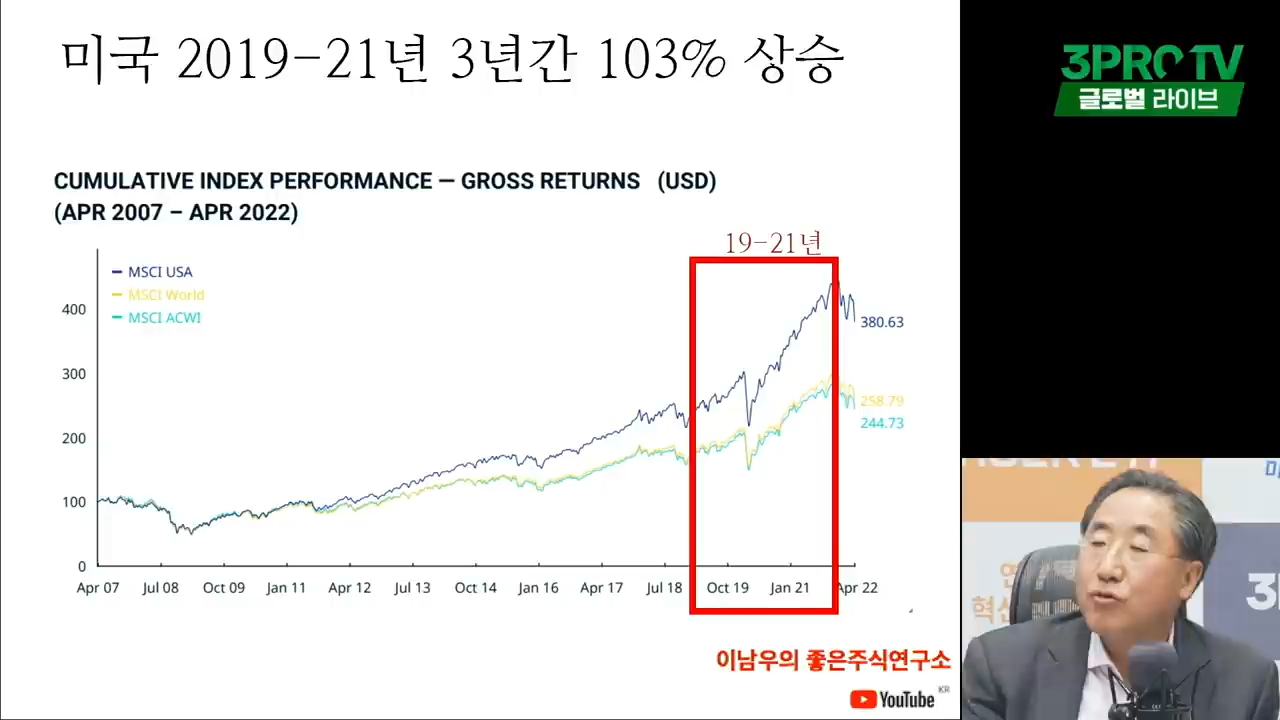 미국 2019-21년 3년간 103% 상승
3PRO TV
글로벌 라이브
CUMULATIVE INDEX PERFORMANCE — GROSS RETURNS (USD)
(APR 2007 – APR 2022)
19-21년
MSCI USA
MSCI World
MSCI ACWI
400
300
200
100
0
380.63
258.79
244.73
Apr 07 Jul 08 Oct 09 Jan 11 Apr 12 Jul 13 Oct 14 Jan 16 Apr 17 Jul 18 Oct 19 Jan 21 Apr 22
이남우의 좋은주식연구소
YouTube KR